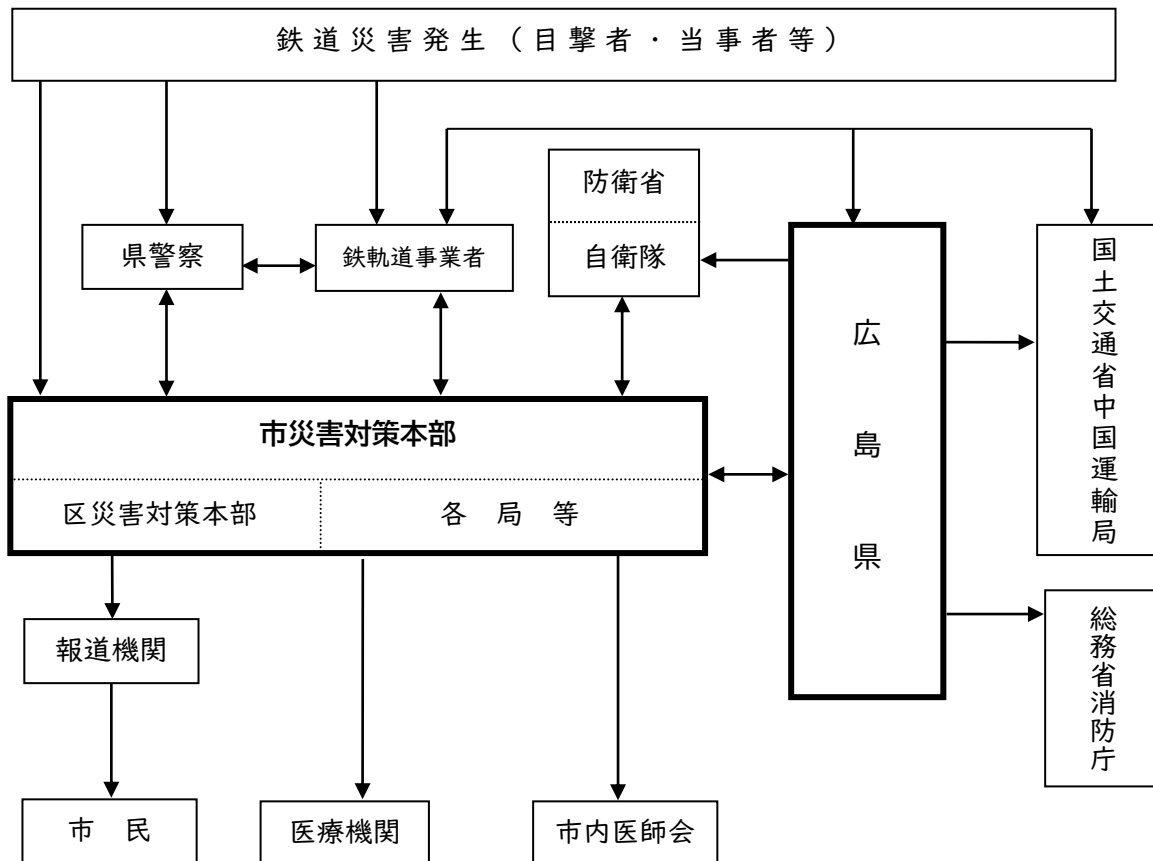 鉄道災害発生（目撃者・当事者等）
防衛省
県警察
鉄軌道事業者
自衛隊
広島県
国土交通省中国運輸局
市災害対策本部
区災害対策本部
各局等
報道機関
総務省消防庁
市民
医療機関
市内医師会